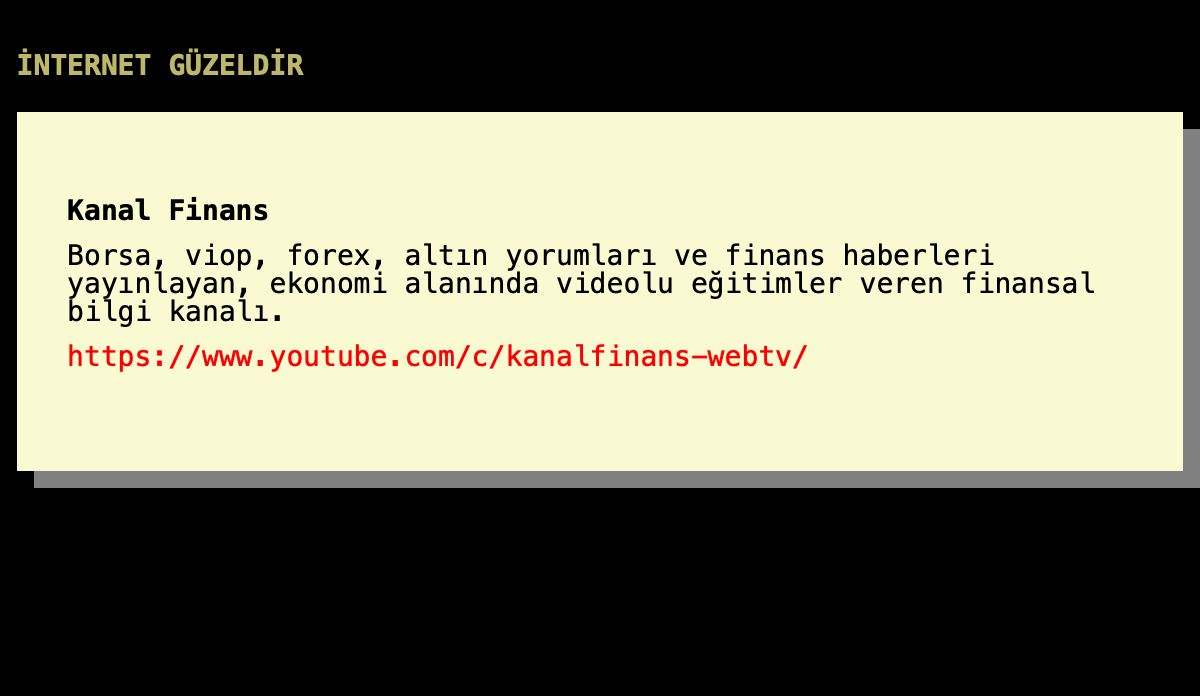 İNTERNET GÜZELDİR
Kanal Finans
Borsa, viop, forex, altın yorumları ve finans haberleri
yayınlayan, ekonomi alanında videolu eğitimler veren finansal
bilgi kanalı.
https://www.youtube.com/c/kanalfinans-webtv/